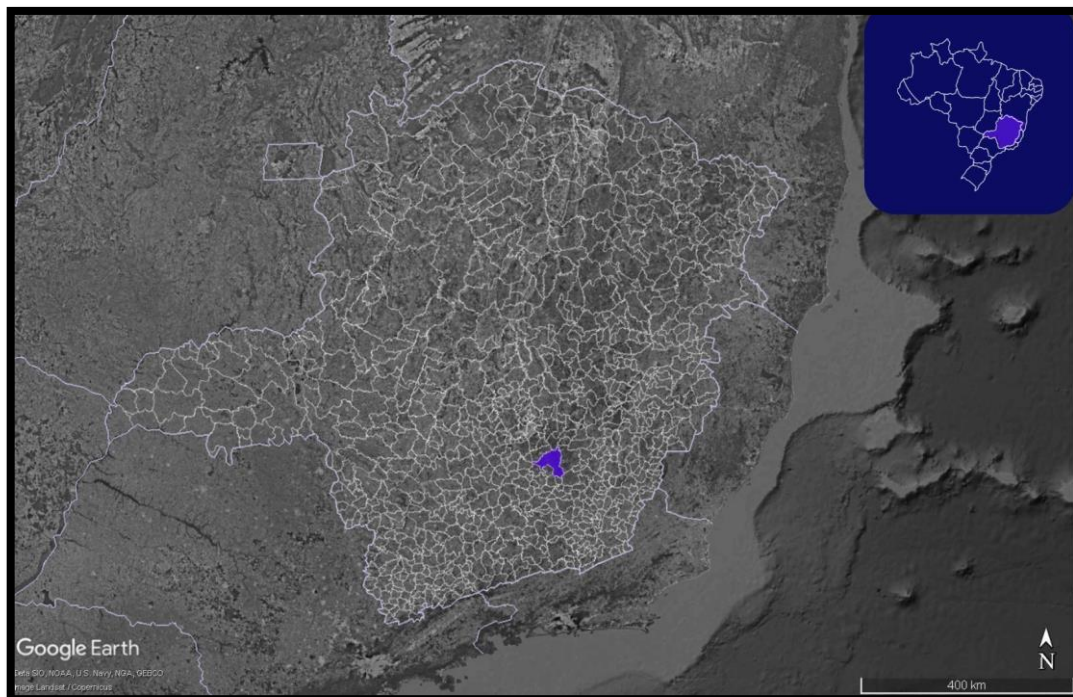 Google Earth
Data SIO, NOAA, U.S. Navy, NGA, GEBCO
Image Landsat / Copernicus
N
400 km